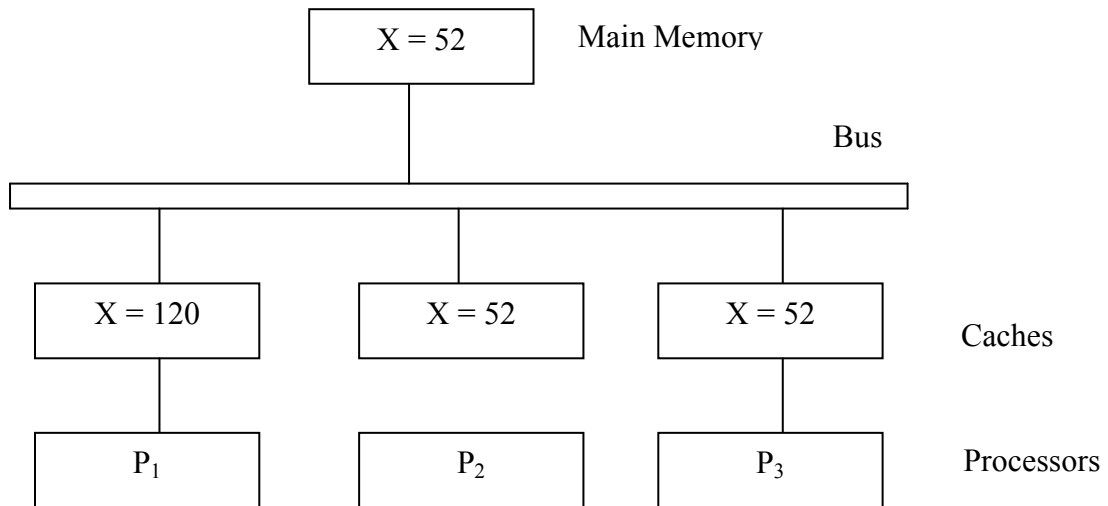 X = 52
Main Memory
Bus
X = 120
X = 52
X = 52
Caches
P₁
P₂
P₃
Processors